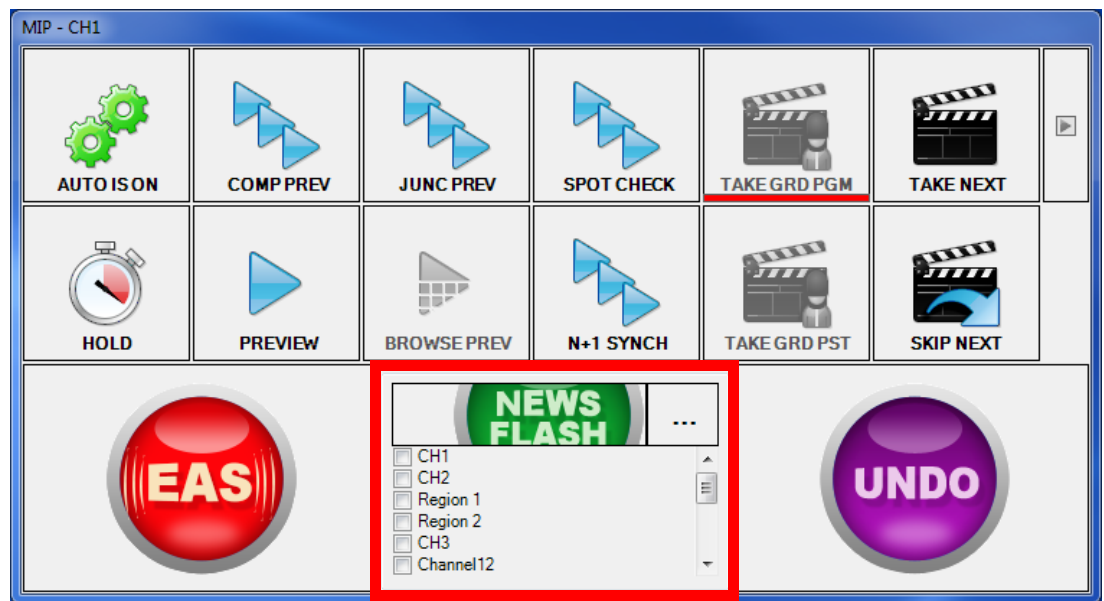 MIP - CH1
AUTO IS ON
COMP PREV
JUNC PREV
SPOT CHECK
TAKE GRD PGM
TAKE NEXT
HOLD
PREVIEW
BROWSE PREV
N+1 SYNCH
TAKE GRD PST
SKIP NEXT
EAS
NEWS
FLASH
...
CH1
CH2
Region 1
Region 2
CH3
Channel12
UNDO